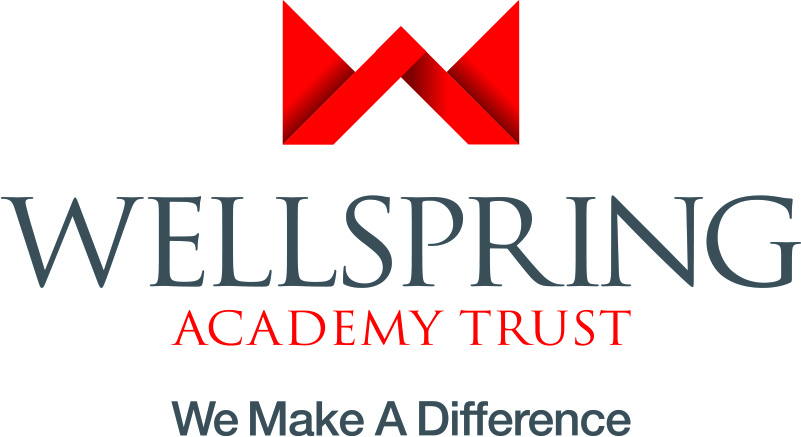 WELLSPRING
ACADEMY TRUST
We Make A Difference